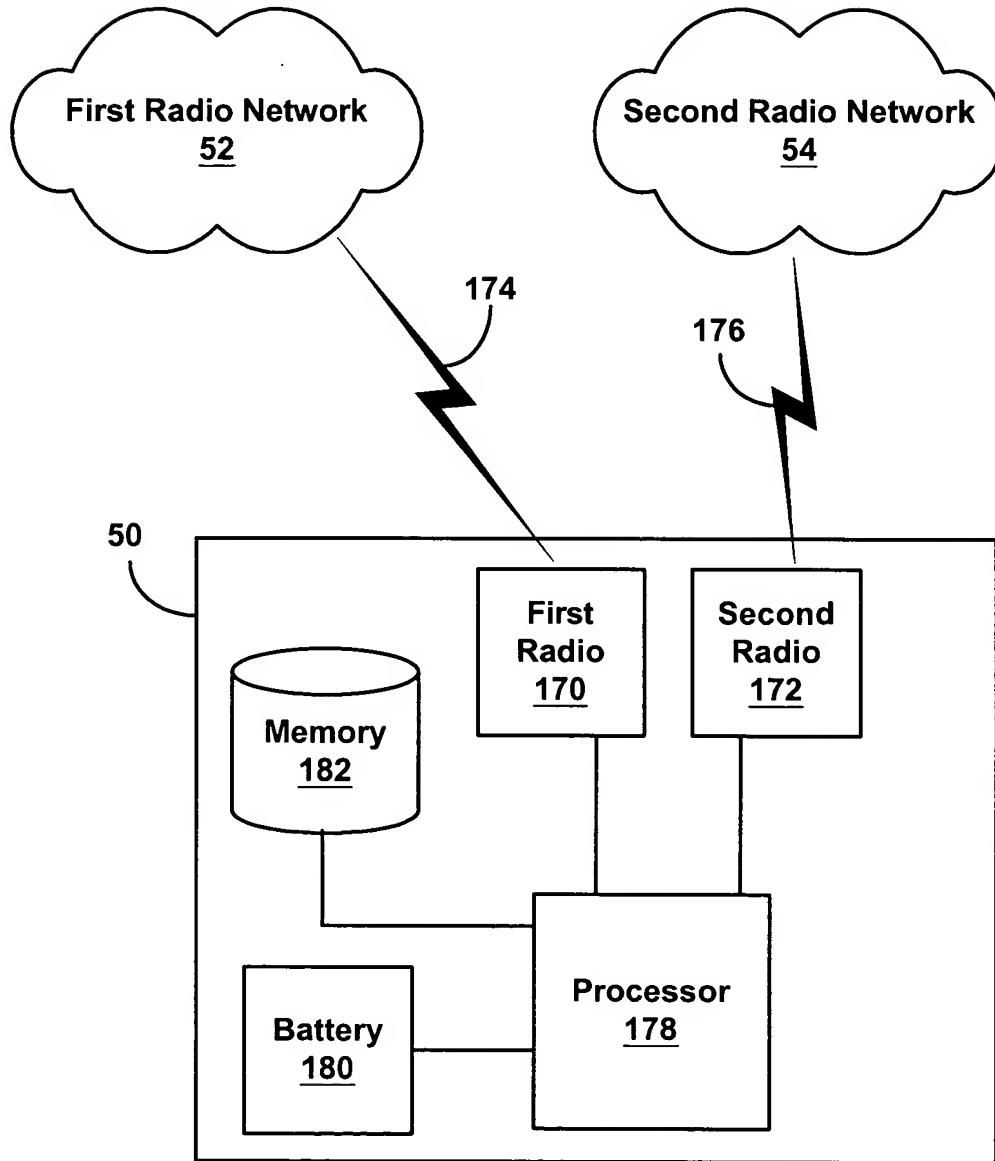 First Radio Network
52
Second Radio Network
54
174
176
50
First
Radio
170
Second
Radio
172
Memory
182
Processor
178
Battery
180